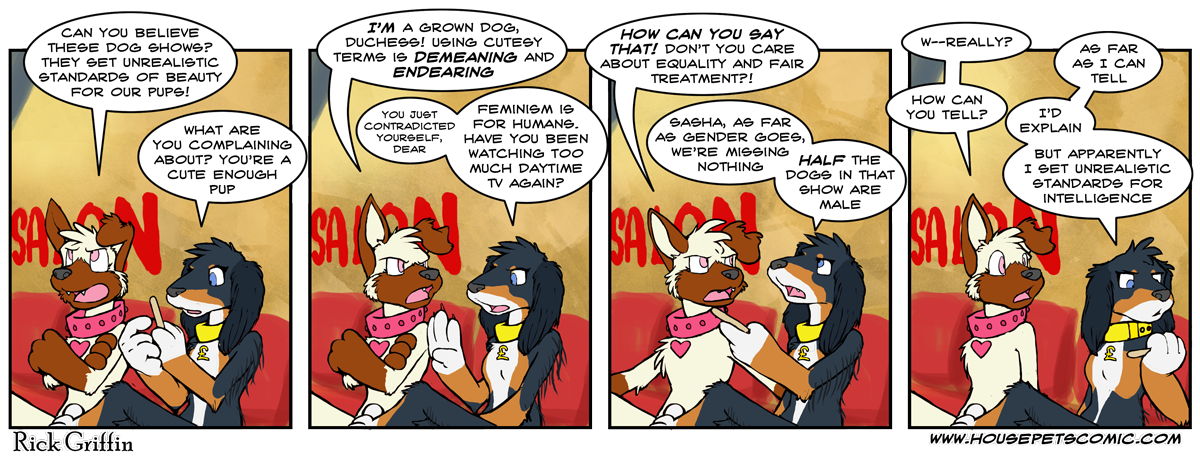 CAN YOU BELIEVE
THESE DOG SHOWS?
THEY SET UNREALISTIC
STANDARDS OF BEAUTY
FOR OUR PUPS!
WHAT ARE
YOU COMPLAINING
ABOUT? YOU'RE A
CUTE ENOUGH
PUP
SALON
I'M A GROWN DOG,
DUCHESS! USING CUTESY
TERMS IS DEMEANING AND
ENDEARING
YOU JUST
CONTRADICTED
YOURSELF,
DEAR
FEMINISM IS
FOR HUMANS.
HAVE YOU BEEN
WATCHING TOO
MUCH DAYTIME
TV AGAIN?
SALON
HOW CAN YOU SAY
THAT! DON'T YOU CARE
ABOUT EQUALITY AND FAIR
TREATMENT?!
SASHA, AS FAR
AS GENDER GOES,
WE'RE MISSING
NOTHING
HALF THE
DOGS IN THAT
SHOW ARE
MALE
SALON
W--REALLY?
AS FAR
AS I CAN
TELL
HOW CAN
YOU TELL?
I'D
EXPLAIN
BUT APPARENTLY
I SET UNREALISTIC
STANDARDS FOR
INTELLIGENCE
SALON
£
£
£
£
Rick Griffin
WWW.HOUSEPETSCOMIC.COM